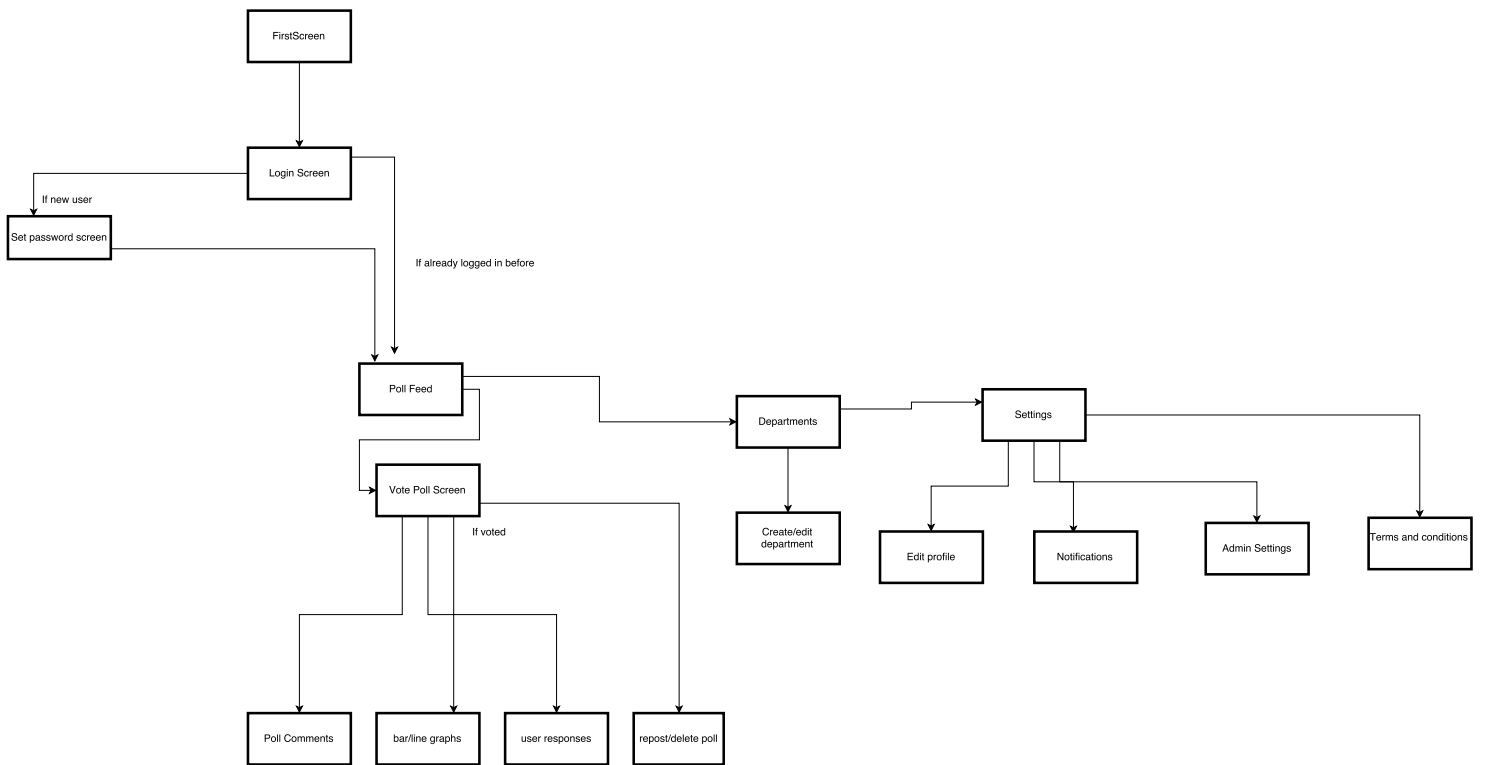 FirstScreen
Login Screen
If new user
Set password screen
If already logged in before
Poll Feed
Departments
Settings
Vote Poll Screen
If voted
Create/edit
department
Edit profile
Notifications
Admin Settings
Terms and conditions
Poll Comments
bar/line graphs
user responses
repost/delete poll